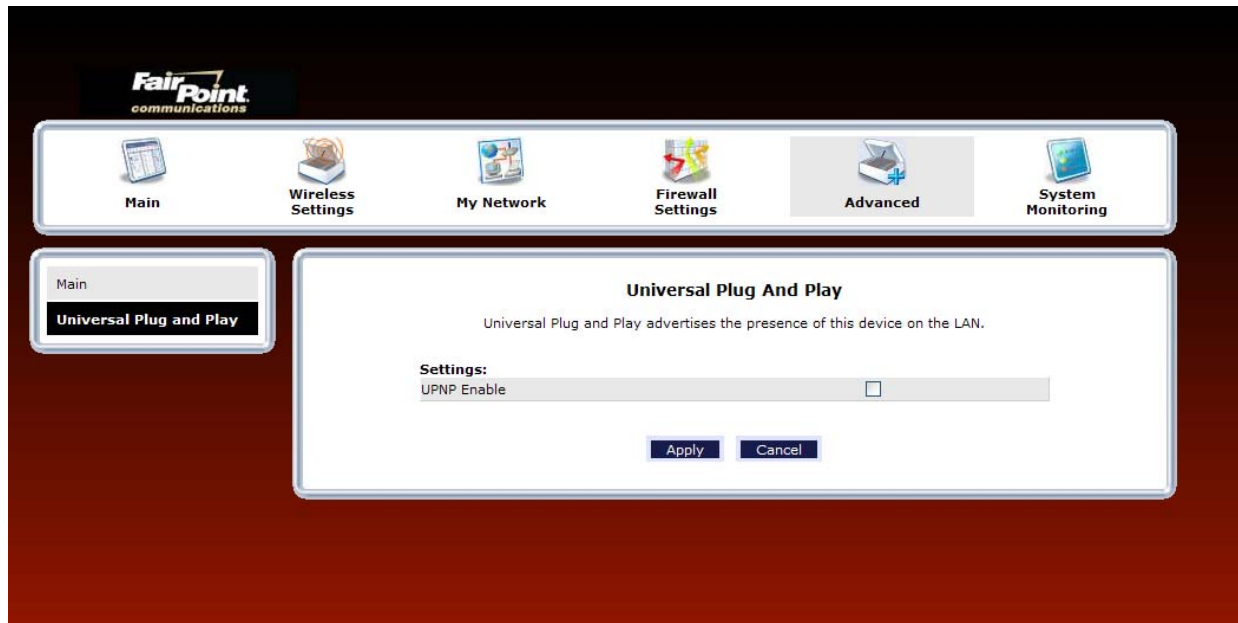 FairPoint.
communications
Main
Wireless
Settings
My Network
Firewall
Settings
Advanced
System
Monitoring
Main
Universal Plug and Play
Universal Plug And Play
Universal Plug and Play advertises the presence of this device on the LAN.
Settings:
UPNP Enable
Apply Cancel